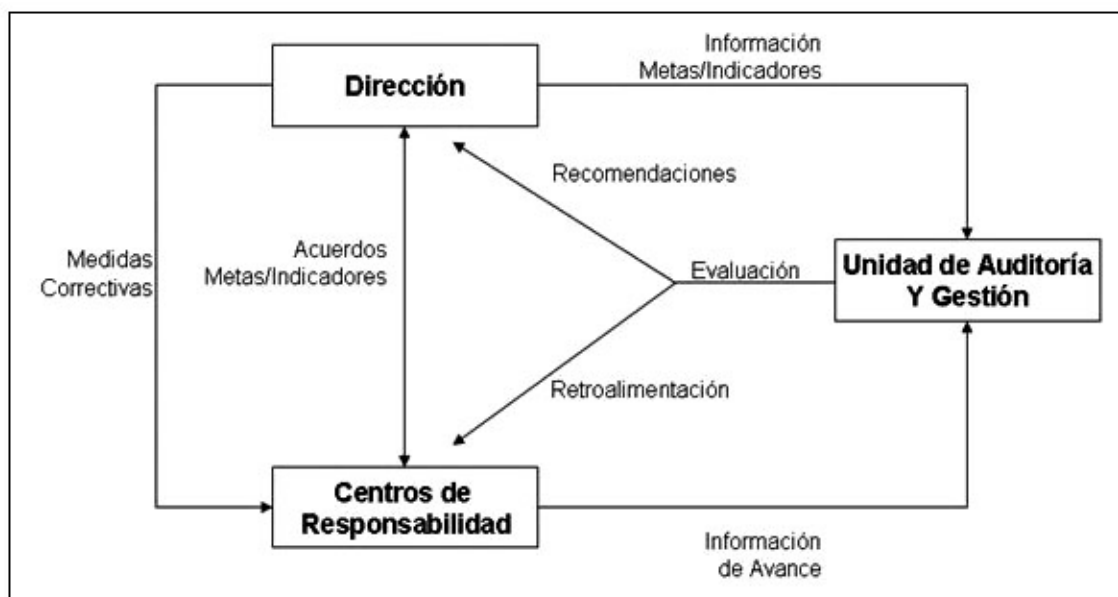 Información
Metas/Indicadores
Dirección
Recomendaciones
Medidas
Correctivas
Acuerdos
Metas/Indicadores
Evaluación
Unidad de Auditoría
Y Gestión
Retroalimentación
Centros de
Responsabilidad
Información
de Avance